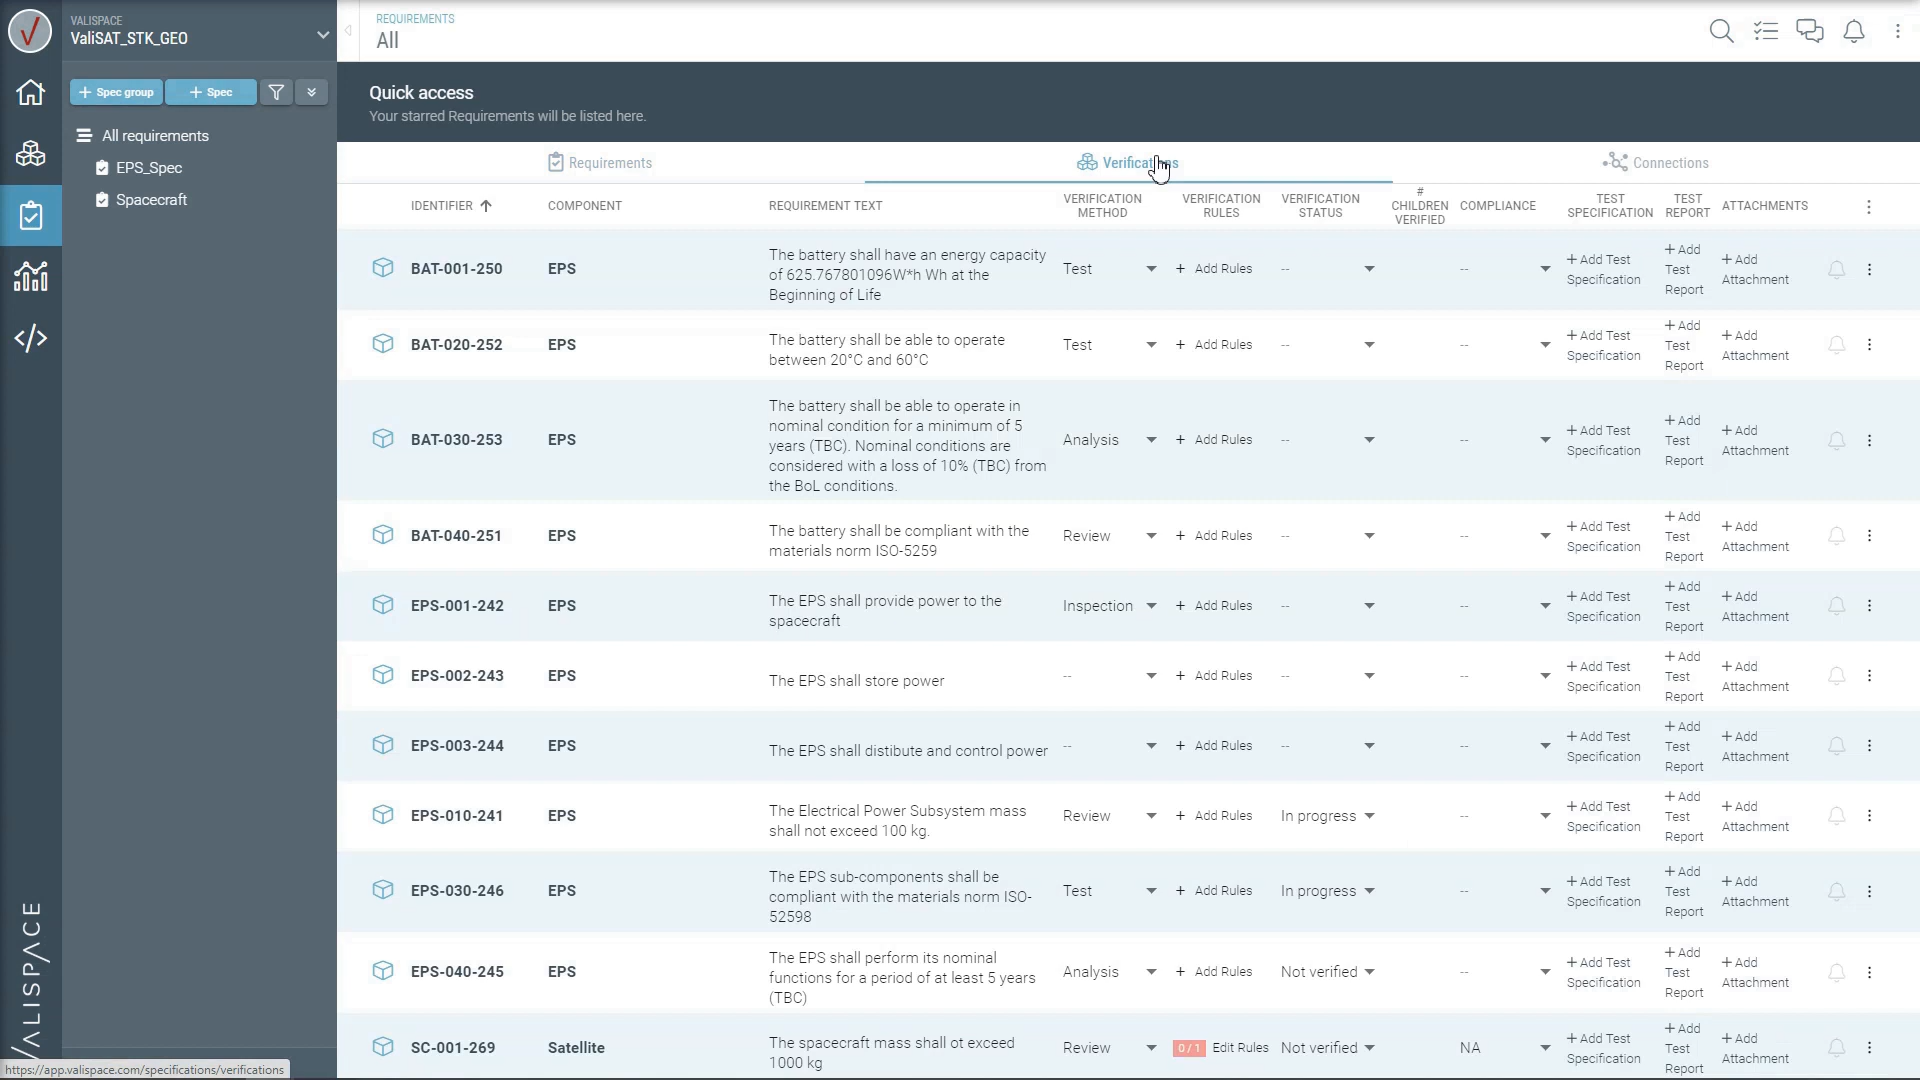 VALISPACE
ValiSAT_STK_GEO
REQUIREMENTS
All
+ Spec group
+ Spec
Quick access
Your starred Requirements will be listed here.
All requirements
EPS_Spec
Spacecraft
Requirements
Verifications
Connections
IDENTIFIER
COMPONENT
REQUIREMENT TEXT
VERIFICATION METHOD
VERIFICATION RULES
VERIFICATION STATUS
# CHILDREN VERIFIED
COMPLIANCE
TEST SPECIFICATION
TEST REPORT
ATTACHMENTS
BAT-001-250
EPS
The battery shall have an energy capacity
of 625.767801096W*h Wh at the
Beginning of Life
Test
+ Add Rules
--
--
+ Add Test
Specification
+ Add
Test
Report
+ Add
Attachment
BAT-020-252
EPS
The battery shall be able to operate
between 20°C and 60°C
Test
+ Add Rules
--
--
+ Add Test
Specification
+ Add
Test
Report
+ Add
Attachment
BAT-030-253
EPS
The battery shall be able to operate in
nominal condition for a minimum of 5
years (TBC). Nominal conditions are
considered with a loss of 10% (TBC) from
the BoL conditions.
Analysis
+ Add Rules
--
--
+ Add Test
Specification
+ Add
Test
Report
+ Add
Attachment
BAT-040-251
EPS
The battery shall be compliant with the
materials norm ISO-5259
Review
+ Add Rules
--
--
+ Add Test
Specification
+ Add
Test
Report
+ Add
Attachment
EPS-001-242
EPS
The EPS shall provide power to the
spacecraft
Inspection
+ Add Rules
--
--
+ Add Test
Specification
+ Add
Test
Report
+ Add
Attachment
EPS-002-243
EPS
The EPS shall store power
--
+ Add Rules
--
--
+ Add Test
Specification
+ Add
Test
Report
+ Add
Attachment
EPS-003-244
EPS
The EPS shall distibute and control power
--
+ Add Rules
--
--
+ Add Test
Specification
+ Add
Test
Report
+ Add
Attachment
EPS-010-241
EPS
The Electrical Power Subsystem mass
shall not exceed 100 kg.
Review
+ Add Rules
In progress
--
+ Add Test
Specification
+ Add
Test
Report
+ Add
Attachment
EPS-030-246
EPS
The EPS sub-components shall be
compliant with the materials norm ISO-
52598
Test
+ Add Rules
In progress
--
+ Add Test
Specification
+ Add
Test
Report
+ Add
Attachment
EPS-040-245
EPS
The EPS shall perform its nominal
functions for a period of at least 5 years
(TBC)
Analysis
+ Add Rules
Not verified
--
+ Add Test
Specification
+ Add
Test
Report
+ Add
Attachment
SC-001-269
Satellite
The spacecraft mass shall ot exceed
1000 kg
Review
0 / 1 Edit Rules
Not verified
NA
+ Add Test
Specification
+ Add
Test
Report
+ Add
Attachment
VALISPACE
https://app.valispace.com/specifications/verifications